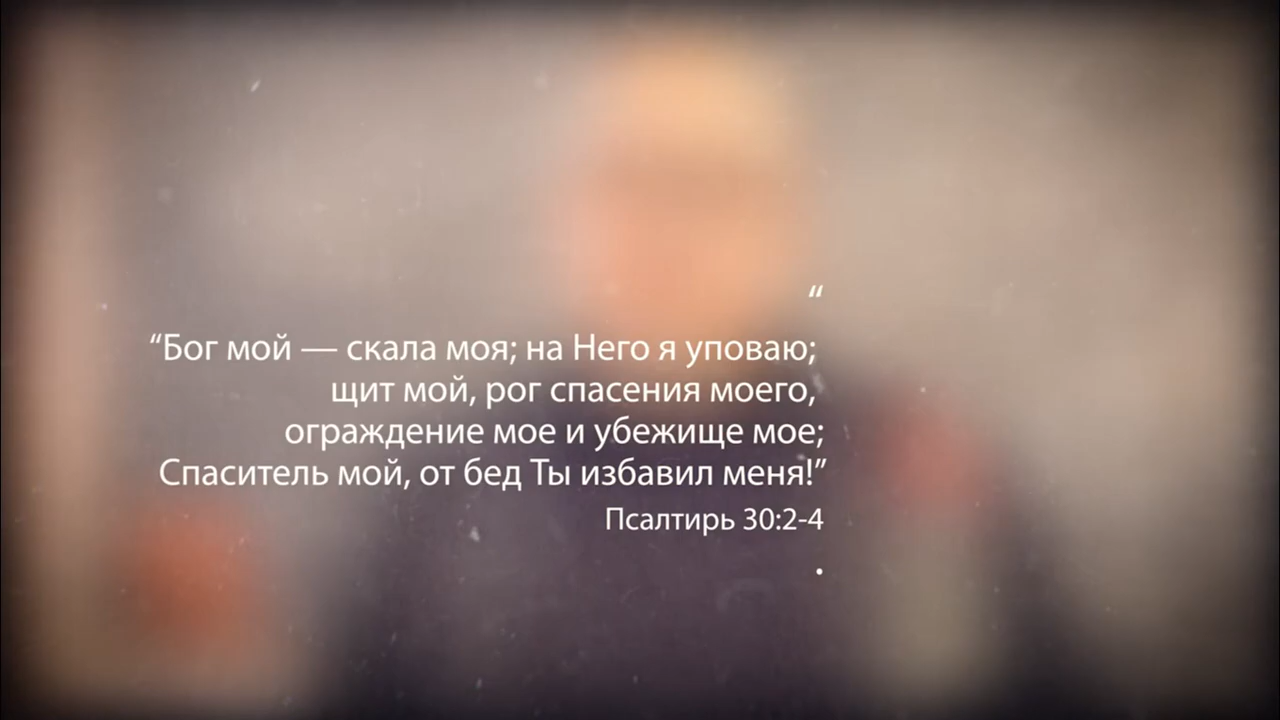 “
“Бог мой — скала моя; на Него я уповаю;
щит мой, рог спасения моего,
ограждение мое и убежище мое;
Спаситель мой, от бед Ты избавил меня!”
Псалтирь 30:2-4
.